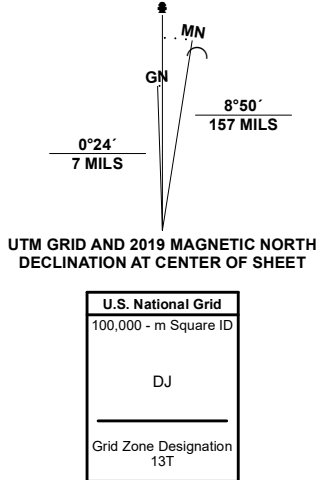 MN
GN
8°50´
157 MILS
0°24´
7 MILS
UTM GRID AND 2019 MAGNETIC NORTH
DECLINATION AT CENTER OF SHEET
U.S. National Grid
100,000 - m Square ID
DJ
Grid Zone Designation
13T